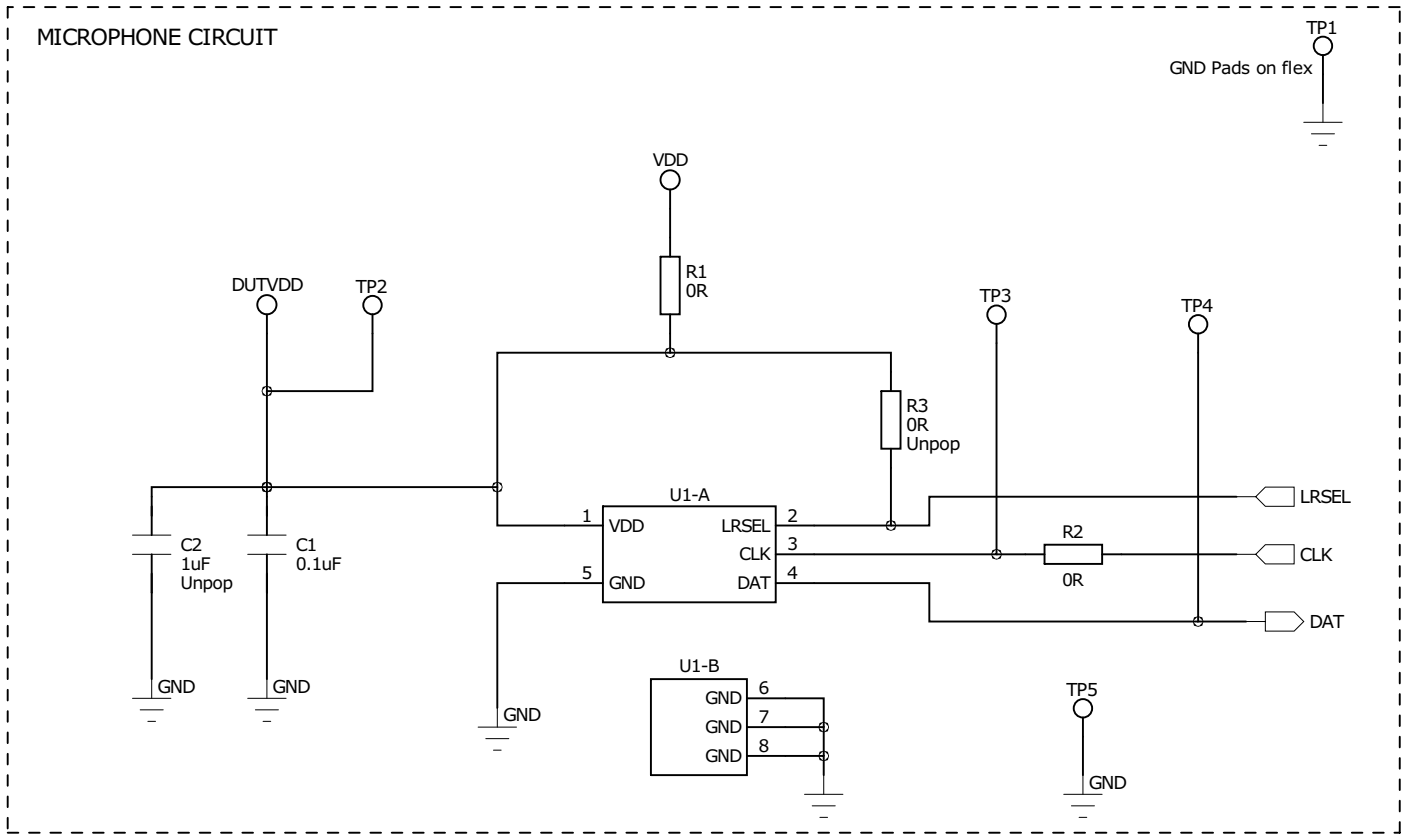 MICROPHONE CIRCUIT
TP1
GND Pads on flex
VDD
R1
0R
DUTVDD
TP2
TP3
TP4
R3
0R
Unpop
U1-A
1
VDD
LRSEL
2
LRSEL
CLK
3
R2
0R
CLK
5
GND
DAT
4
DAT
C2
1uF
Unpop
C1
0.1uF
GND
GND
GND
U1-B
GND
6
GND
7
GND
8
TP5
GND